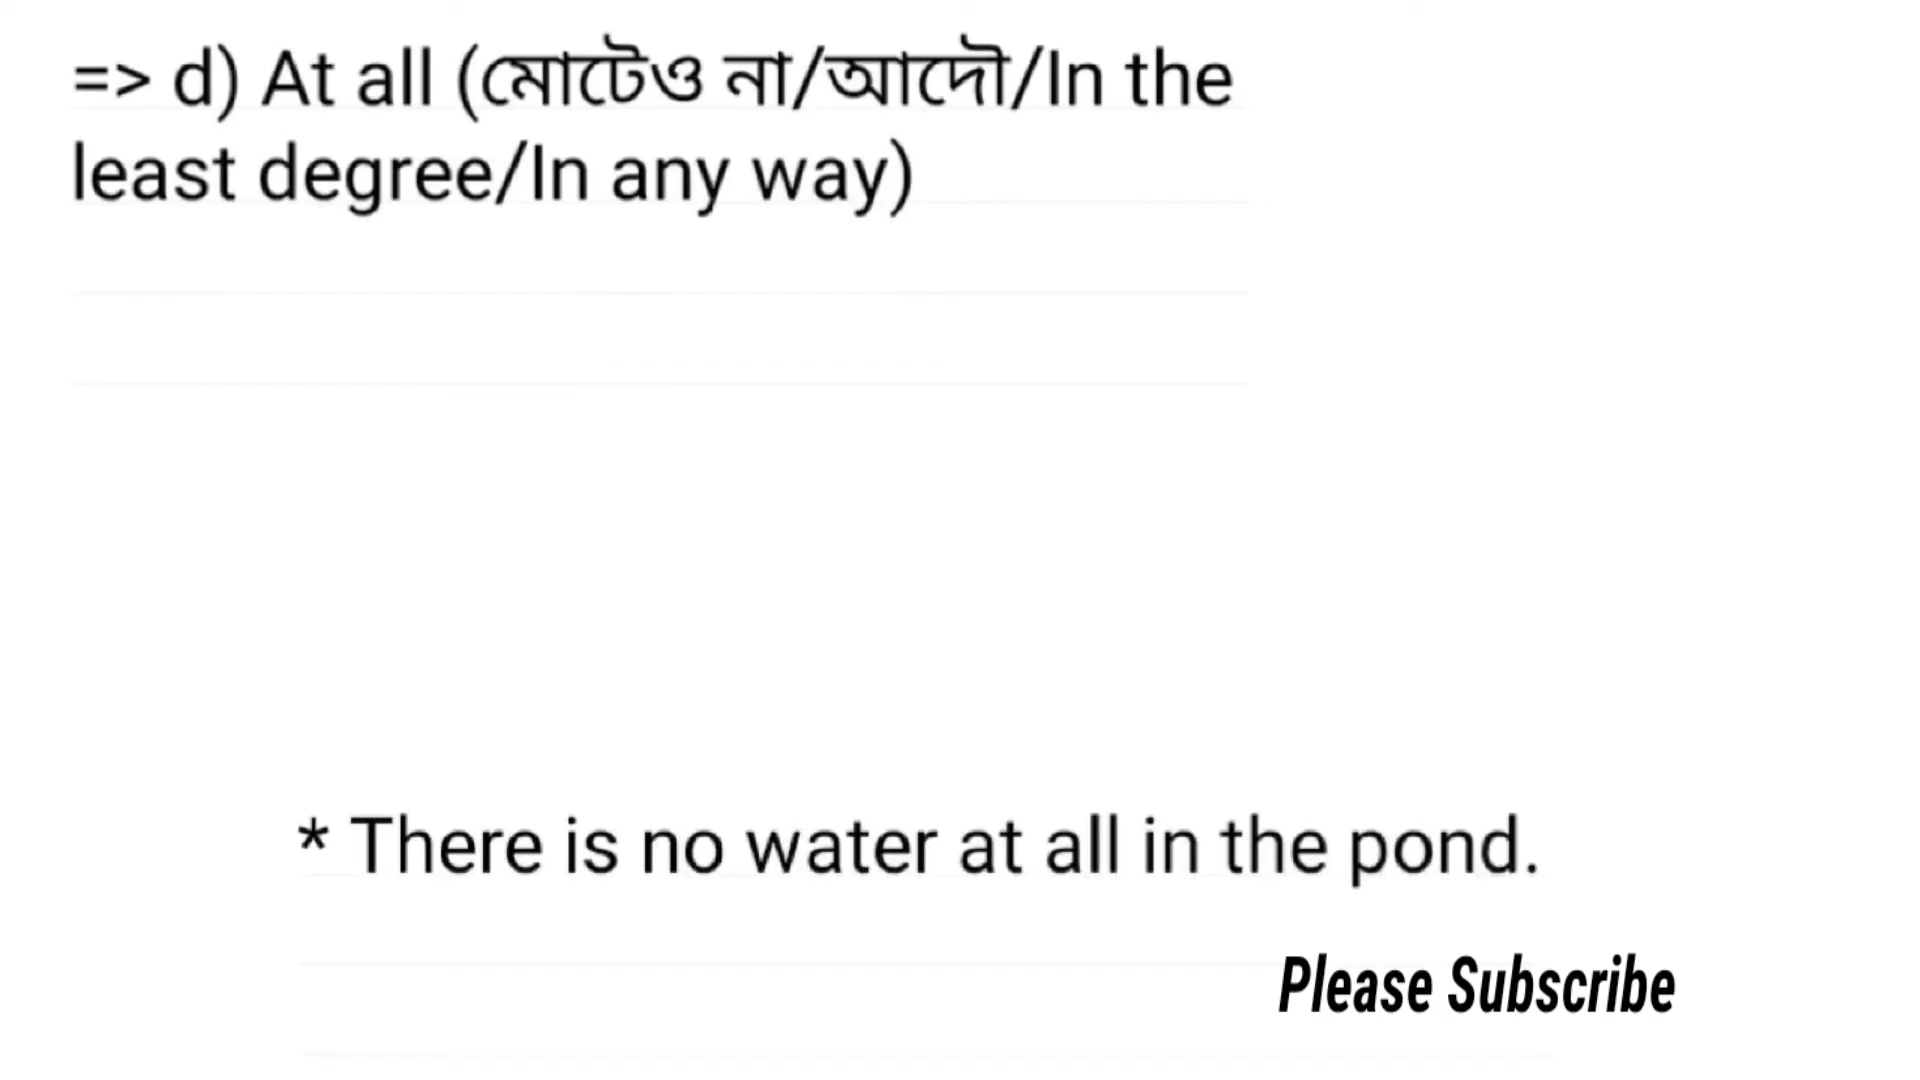 => d) At all (মোটেও না/আদৌ/In the
least degree/In any way)
* There is no water at all in the pond.
Please Subscribe